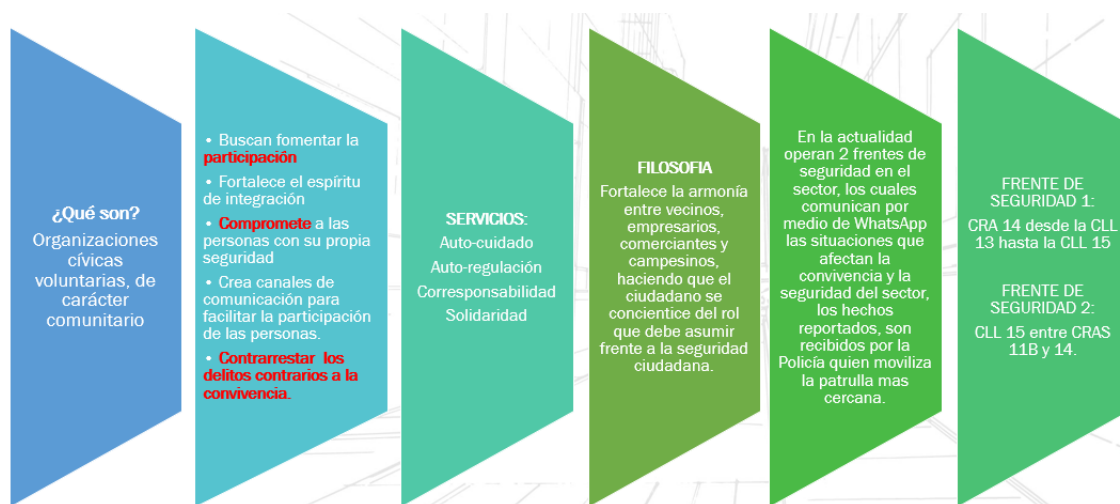 ¿Qué son?
Organizaciones
cívicas
voluntarias, de
carácter
comunitario
• Buscan fomentar la
participación
• Fortalece el espíritu
de integración
• Compromete a las
personas con su propia
seguridad
• Crea canales de
comunicación para
facilitar la participación
de las personas.
• Contrarrestar los
delitos contrarios a la
convivencia.
SERVICIOS:
Auto-cuidado
Auto-regulación
Corresponsabilidad
Solidaridad
FILOSOFIA
Fortalece la armonía
entre vecinos,
empresarios,
comerciantes y
campesinos,
haciendo que el
ciudadano se
concientice del rol
que debe asumir
frente a la seguridad
ciudadana.
En la actualidad
operan 2 frentes de
seguridad en el
sector, los cuales
comunican por
medio de WhatsApp
las situaciones que
afectan la
convivencia y la
seguridad del sector,
los hechos
reportados, son
recibidos por la
Policía quien moviliza
la patrulla mas
cercana.
FRENTE DE
SEGURIDAD 1:
CRA 14 desde la CLL
13 hasta la CLL 15
FRENTE DE
SEGURIDAD 2:
CLL 15 entre CRAS
11B y 14.